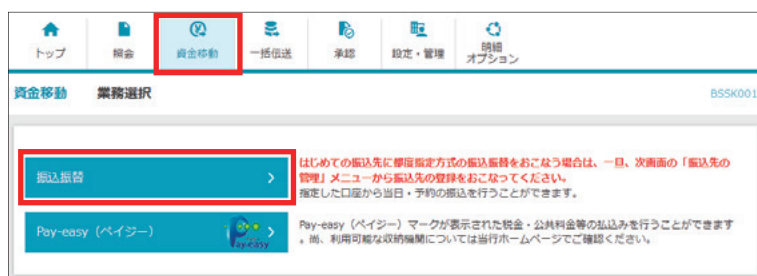 トップ
照会
資金移動
一括伝送
承認
設定・管理
明細
オプション
資金移動 業務選択 BSSK001
振込振替
はじめての振込先に都度指定方式の振込振替をおこなう場合は、一旦、次画面の「振込先の
管理」メニューから振込先の登録をおこなってください。
指定した口座から当日・予約の振込を行うことができます。
Pay-easy（ペイジー）
Pay-easy
Pay-easy（ペイジー）マークが表示された税金・公共料金等の払込みを行うことができます
。尚、利用可能な収納機関については当行ホームページでご確認ください。